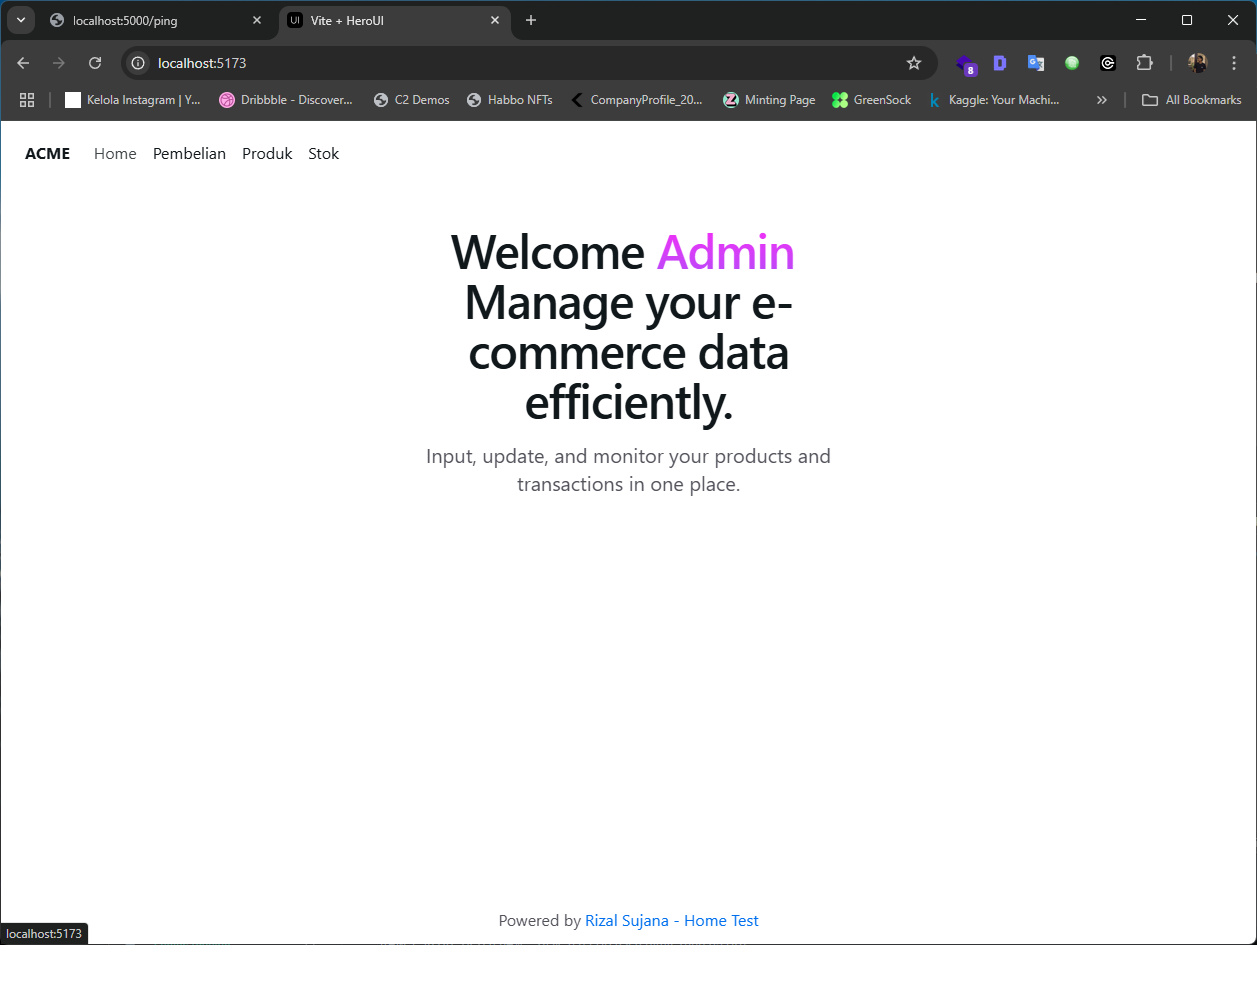 localhost:5000/ping
Vite + HeroUI
localhost:5173
8
Kelola Instagram | Y...
Dribbble - Discover...
C2 Demos
Habbo NFTs
CompanyProfile_20...
Minting Page
GreenSock
Kaggle: Your Machi...
All Bookmarks
ACME Home Pembelian Produk Stok
Welcome Admin
Manage your e-
commerce data
efficiently.
Input, update, and monitor your products and
transactions in one place.
Powered by Rizal Sujana - Home Test
localhost:5173